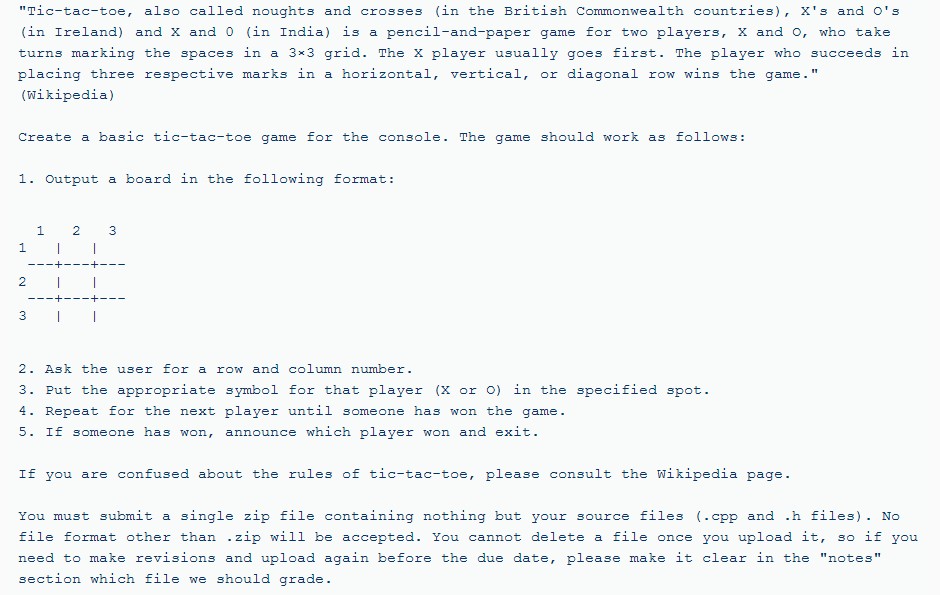 "Tic-tac-toe, also called noughts and crosses (in the British Commonwealth countries), X's and O's
(in Ireland) and X and 0 (in India) is a pencil-and-paper game for two players, X and O, who take
turns marking the spaces in a 3×3 grid. The X player usually goes first. The player who succeeds in
placing three respective marks in a horizontal, vertical, or diagonal row wins the game."
(Wikipedia)

Create a basic tic-tac-toe game for the console. The game should work as follows:

1. Output a board in the following format:

  1   2   3
1   |   |
 ---+---+---
2   |   |
 ---+---+---
3   |   |

2. Ask the user for a row and column number.
3. Put the appropriate symbol for that player (X or O) in the specified spot.
4. Repeat for the next player until someone has won the game.
5. If someone has won, announce which player won and exit.

If you are confused about the rules of tic-tac-toe, please consult the Wikipedia page.

You must submit a single zip file containing nothing but your source files (.cpp and .h files). No
file format other than .zip will be accepted. You cannot delete a file once you upload it, so if you
need to make revisions and upload again before the due date, please make it clear in the "notes"
section which file we should grade.